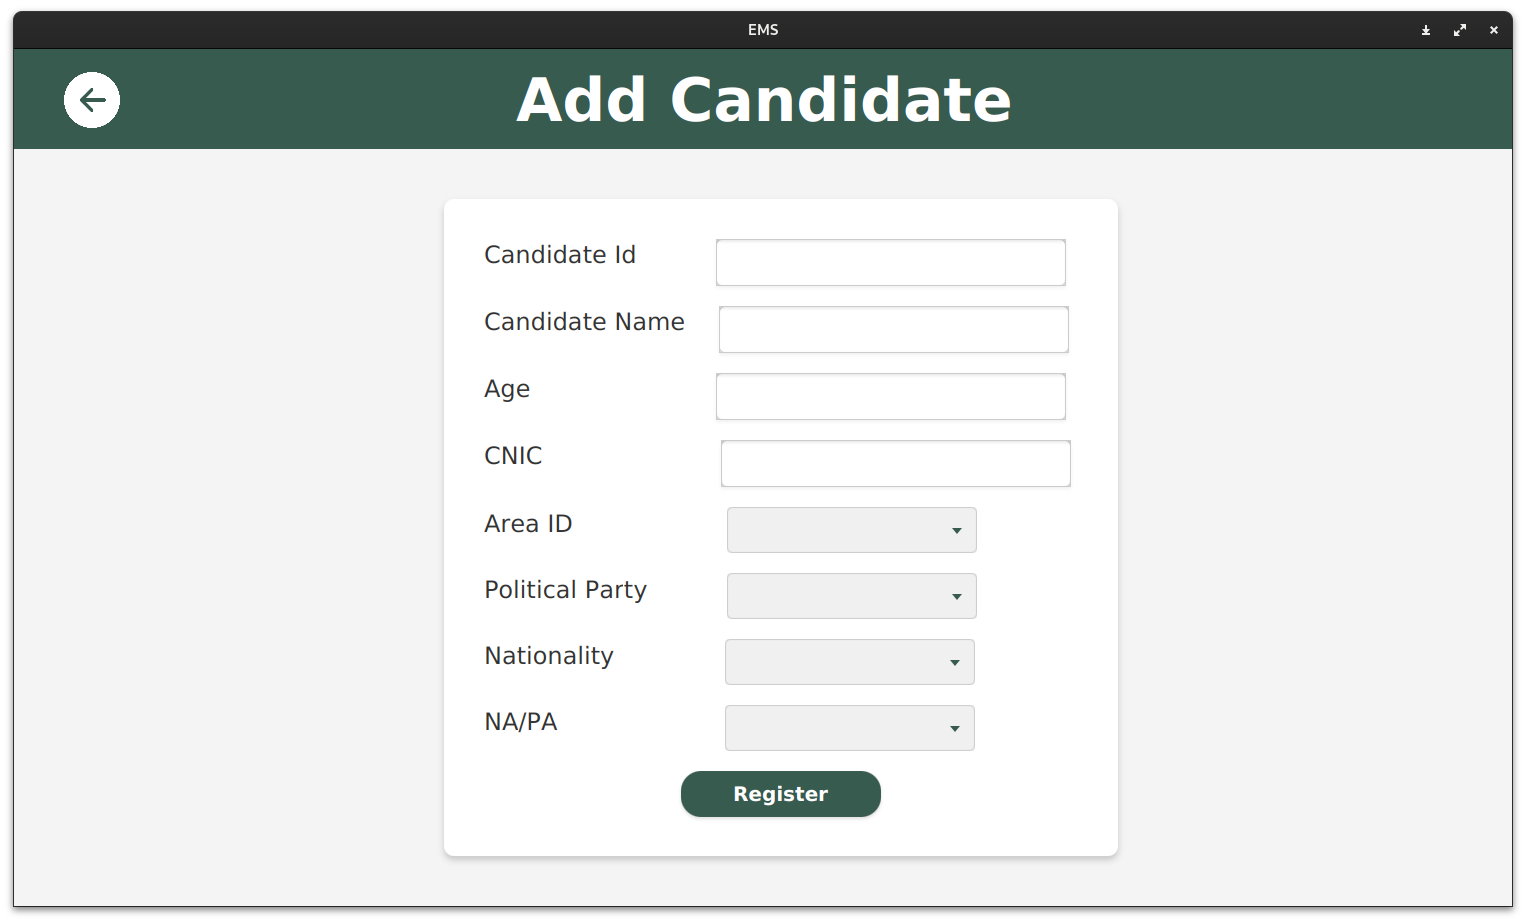 EMS
Add Candidate
Candidate Id
Candidate Name
Age
CNIC
Area ID
Political Party
Nationality
NA/PA
Register